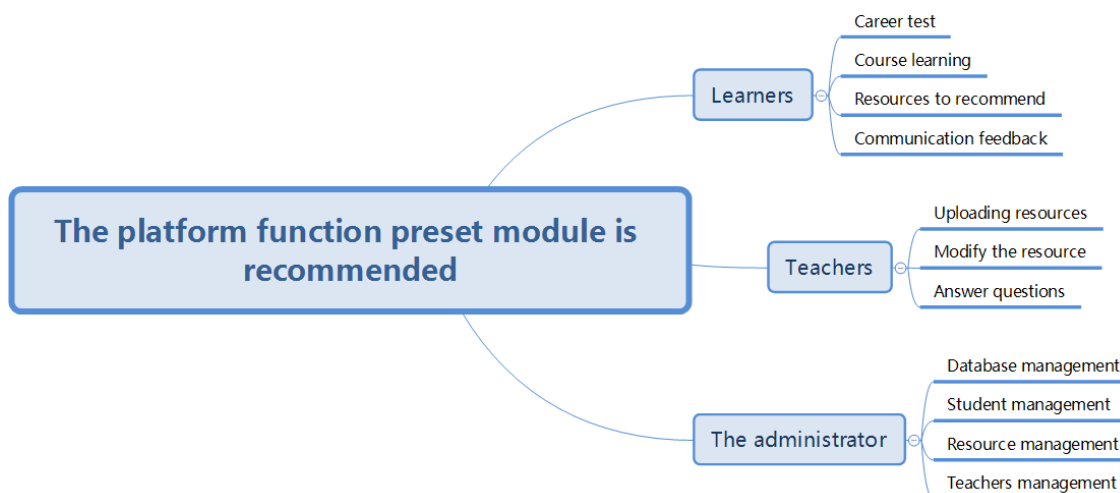 The platform function preset module is
recommended
Learners
Career test
Course learning
Resources to recommend
Communication feedback
Teachers
Uploading resources
Modify the resource
Answer questions
The administrator
Database management
Student management
Resource management
Teachers management